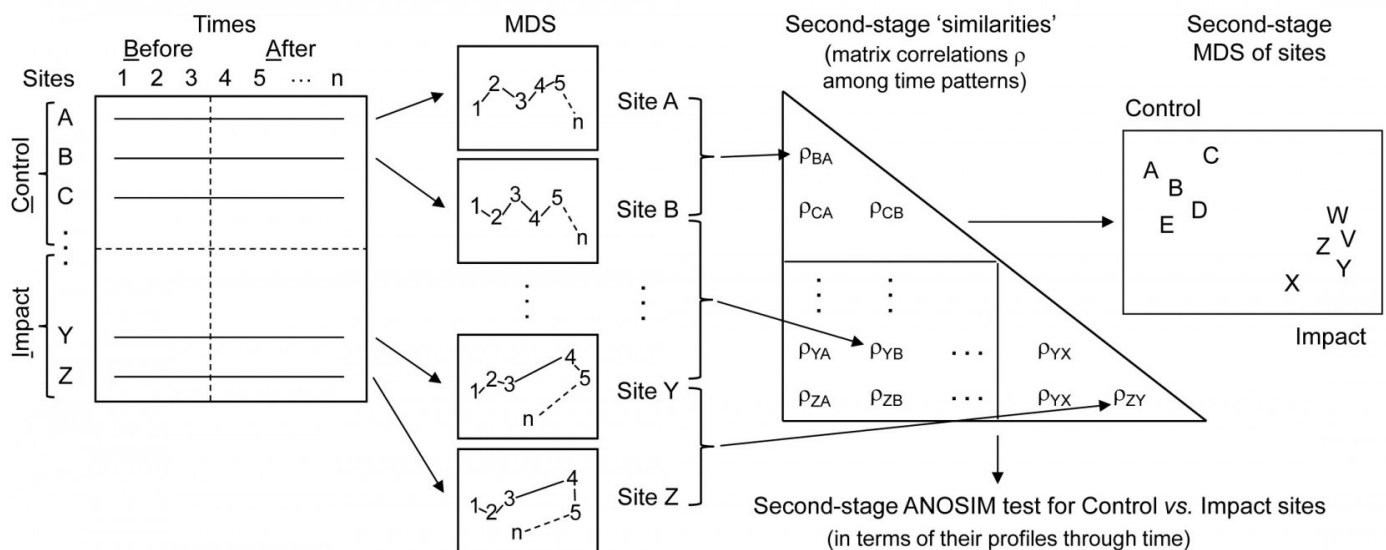 Times
Before After
Sites 1 2 3 4 5 ... n
Control
A
B
C
⋮
Impact
Y
Z
MDS
1 2 3 4 5 n
Site A
1 2 3 4 5 n
Site B
⋮ ⋮
1 2 3 4 5 n
Site Y
1 2 3 4 5 n
Site Z
Second-stage 'similarities'
(matrix correlations ρ
among time patterns)
ρBA
ρCA ρCB
⋮ ⋮
ρYA ρYB ... ρYX
ρZA ρZB ... ρYX ρZY
Second-stage ANOSIM test for Control vs. Impact sites
(in terms of their profiles through time)
Second-stage
MDS of sites
Control
C
A
B
D
E
W
V
Z
Y
X
Impact